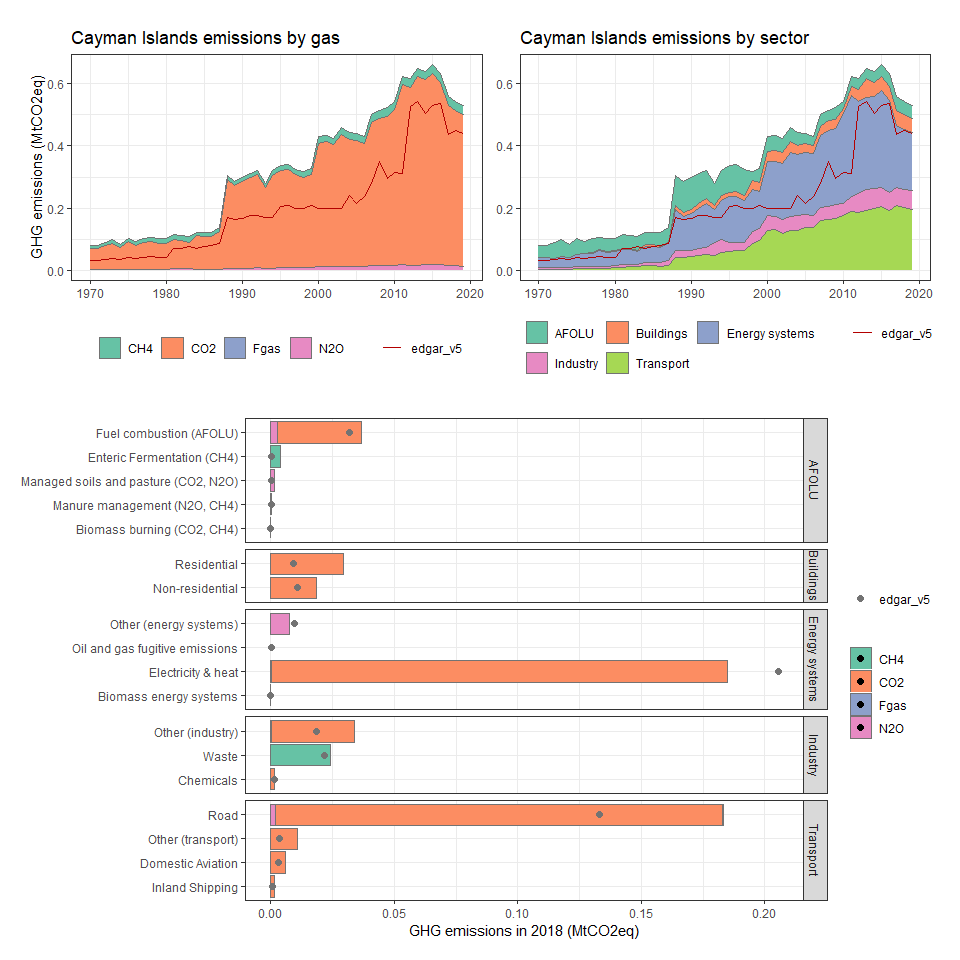 Cayman Islands emissions by gas
GHG emissions (MtCO2eq)
0.6
0.4
0.2
0.0
1970 1980 1990 2000 2010 2020
CH4 CO2 Fgas N2O edgar_v5
Cayman Islands emissions by sector
0.6
0.4
0.2
0.0
1970 1980 1990 2000 2010 2020
AFOLU Buildings Energy systems edgar_v5
Industry Transport
Fuel combustion (AFOLU)
Enteric Fermentation (CH4)
Managed soils and pasture (CO2, N2O)
Manure management (N2O, CH4)
Biomass burning (CO2, CH4)
AFOLU
Residential
Non-residential
Buildings
Other (energy systems)
Oil and gas fugitive emissions
Electricity & heat
Biomass energy systems
Energy systems
Other (industry)
Waste
Chemicals
Industry
Road
Other (transport)
Domestic Aviation
Inland Shipping
Transport
0.00 0.05 0.10 0.15 0.20
GHG emissions in 2018 (MtCO2eq)
edgar_v5
CH4
CO2
Fgas
N2O